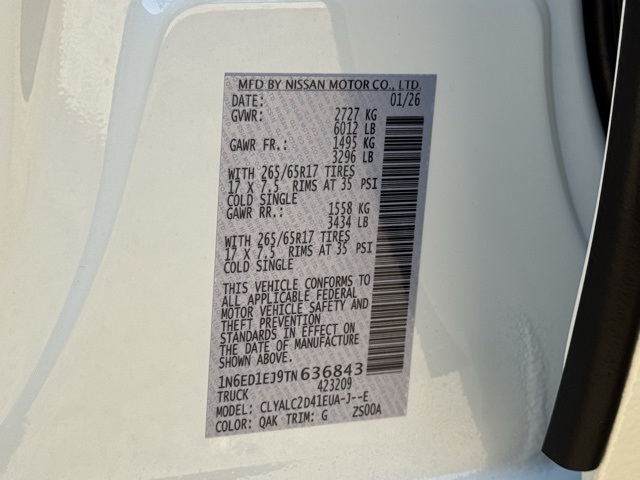 MFD BY NISSAN MOTOR CO., LTD.
DATE: 01/26
GVWR: 2727 KG
6012 LB
GAWR FR.: 1495 KG
3296 LB
WITH 265/65R17 TIRES
17 X 7.5 RIMS AT 35 PSI
COLD SINGLE
GAWR RR.: 1558 KG
3434 LB
WITH 265/65R17 TIRES
17 X 7.5 RIMS AT 35 PSI
COLD SINGLE
THIS VEHICLE CONFORMS TO
ALL APPLICABLE FEDERAL
MOTOR VEHICLE SAFETY AND
THEFT PREVENTION
STANDARDS IN EFFECT ON
THE DATE OF MANUFACTURE
SHOWN ABOVE.
1N6ED1EJ9TN636843
TRUCK 423209
MODEL: CLYALC2D41EUA-J--E
COLOR: QAK TRIM: G ZS00A